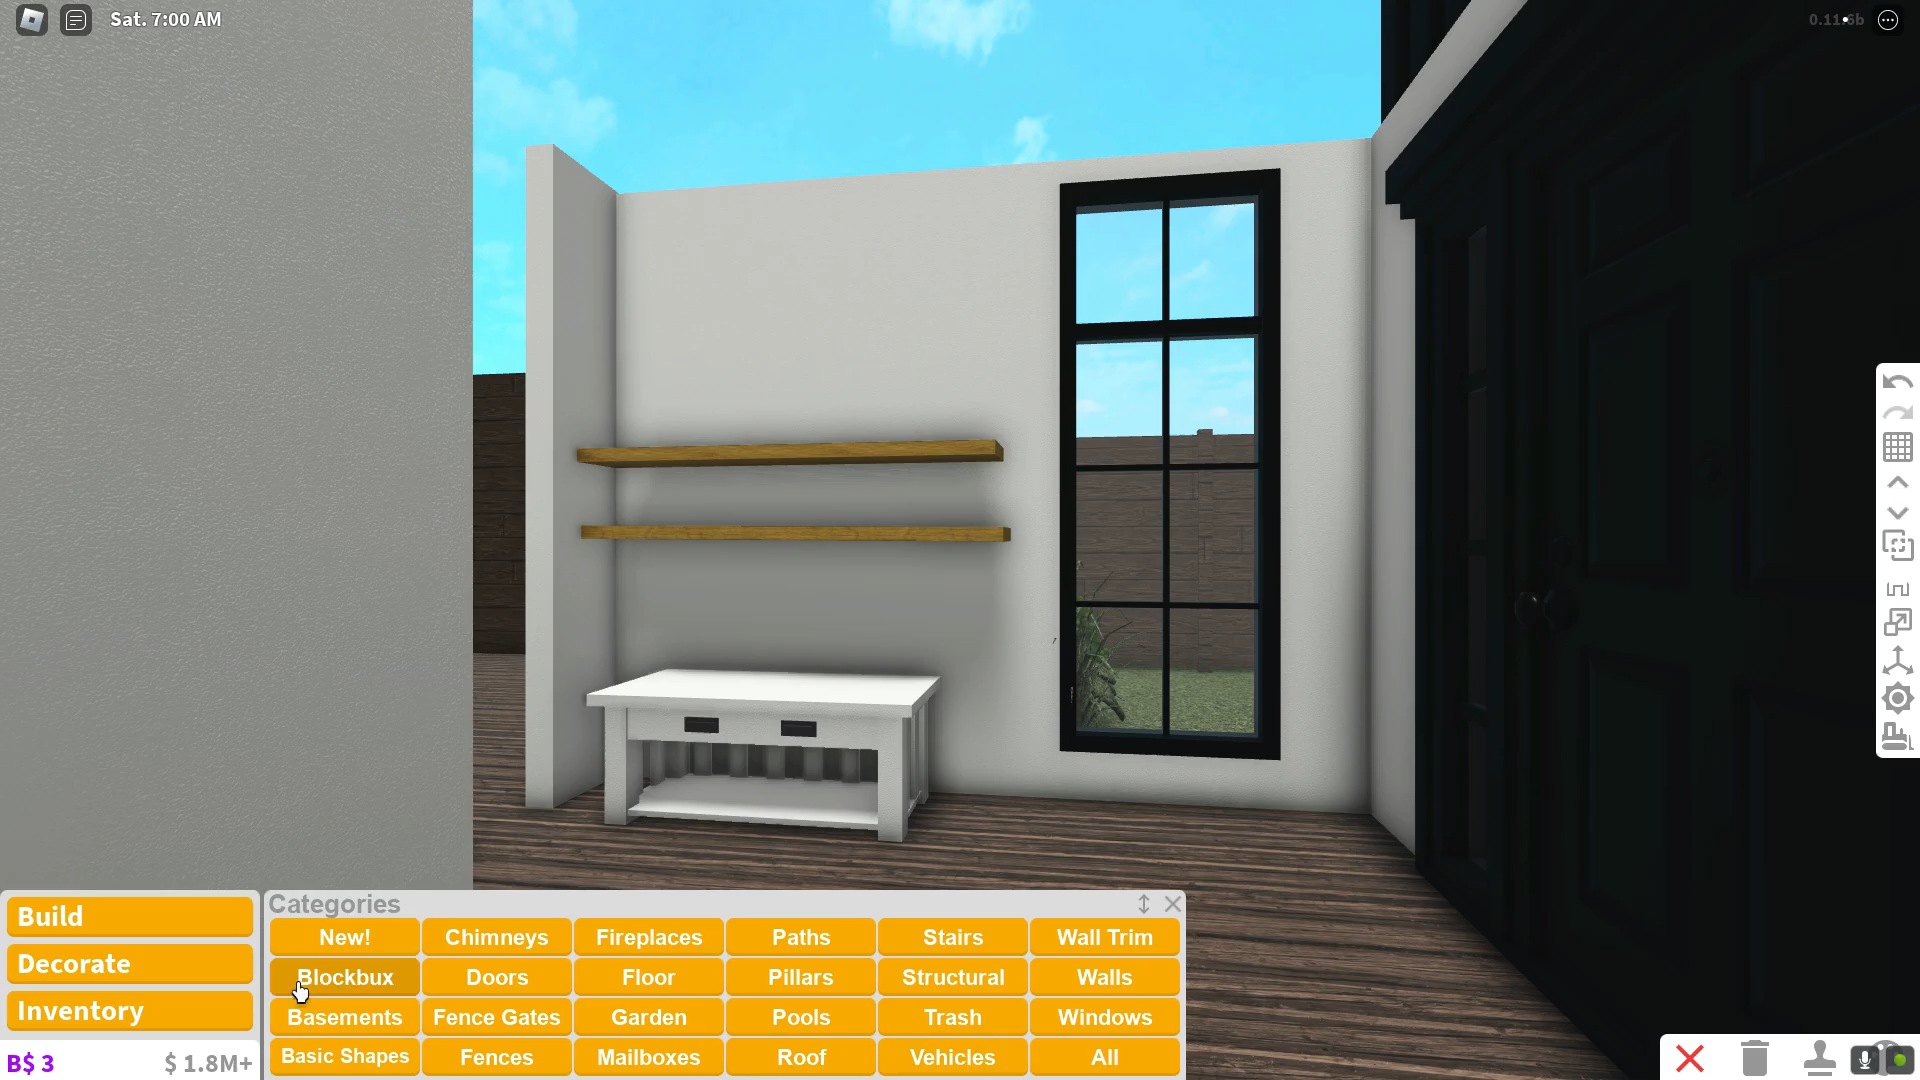 Sat. 7:00 AM
Build
Decorate
Inventory
B$ 3
$ 1.8M+
Categories
New!
Chimneys
Fireplaces
Paths
Stairs
Wall Trim
Blockbux
Doors
Floor
Pillars
Structural
Walls
Basements
Fence Gates
Garden
Pools
Trash
Windows
Basic Shapes
Fences
Mailboxes
Roof
Vehicles
All